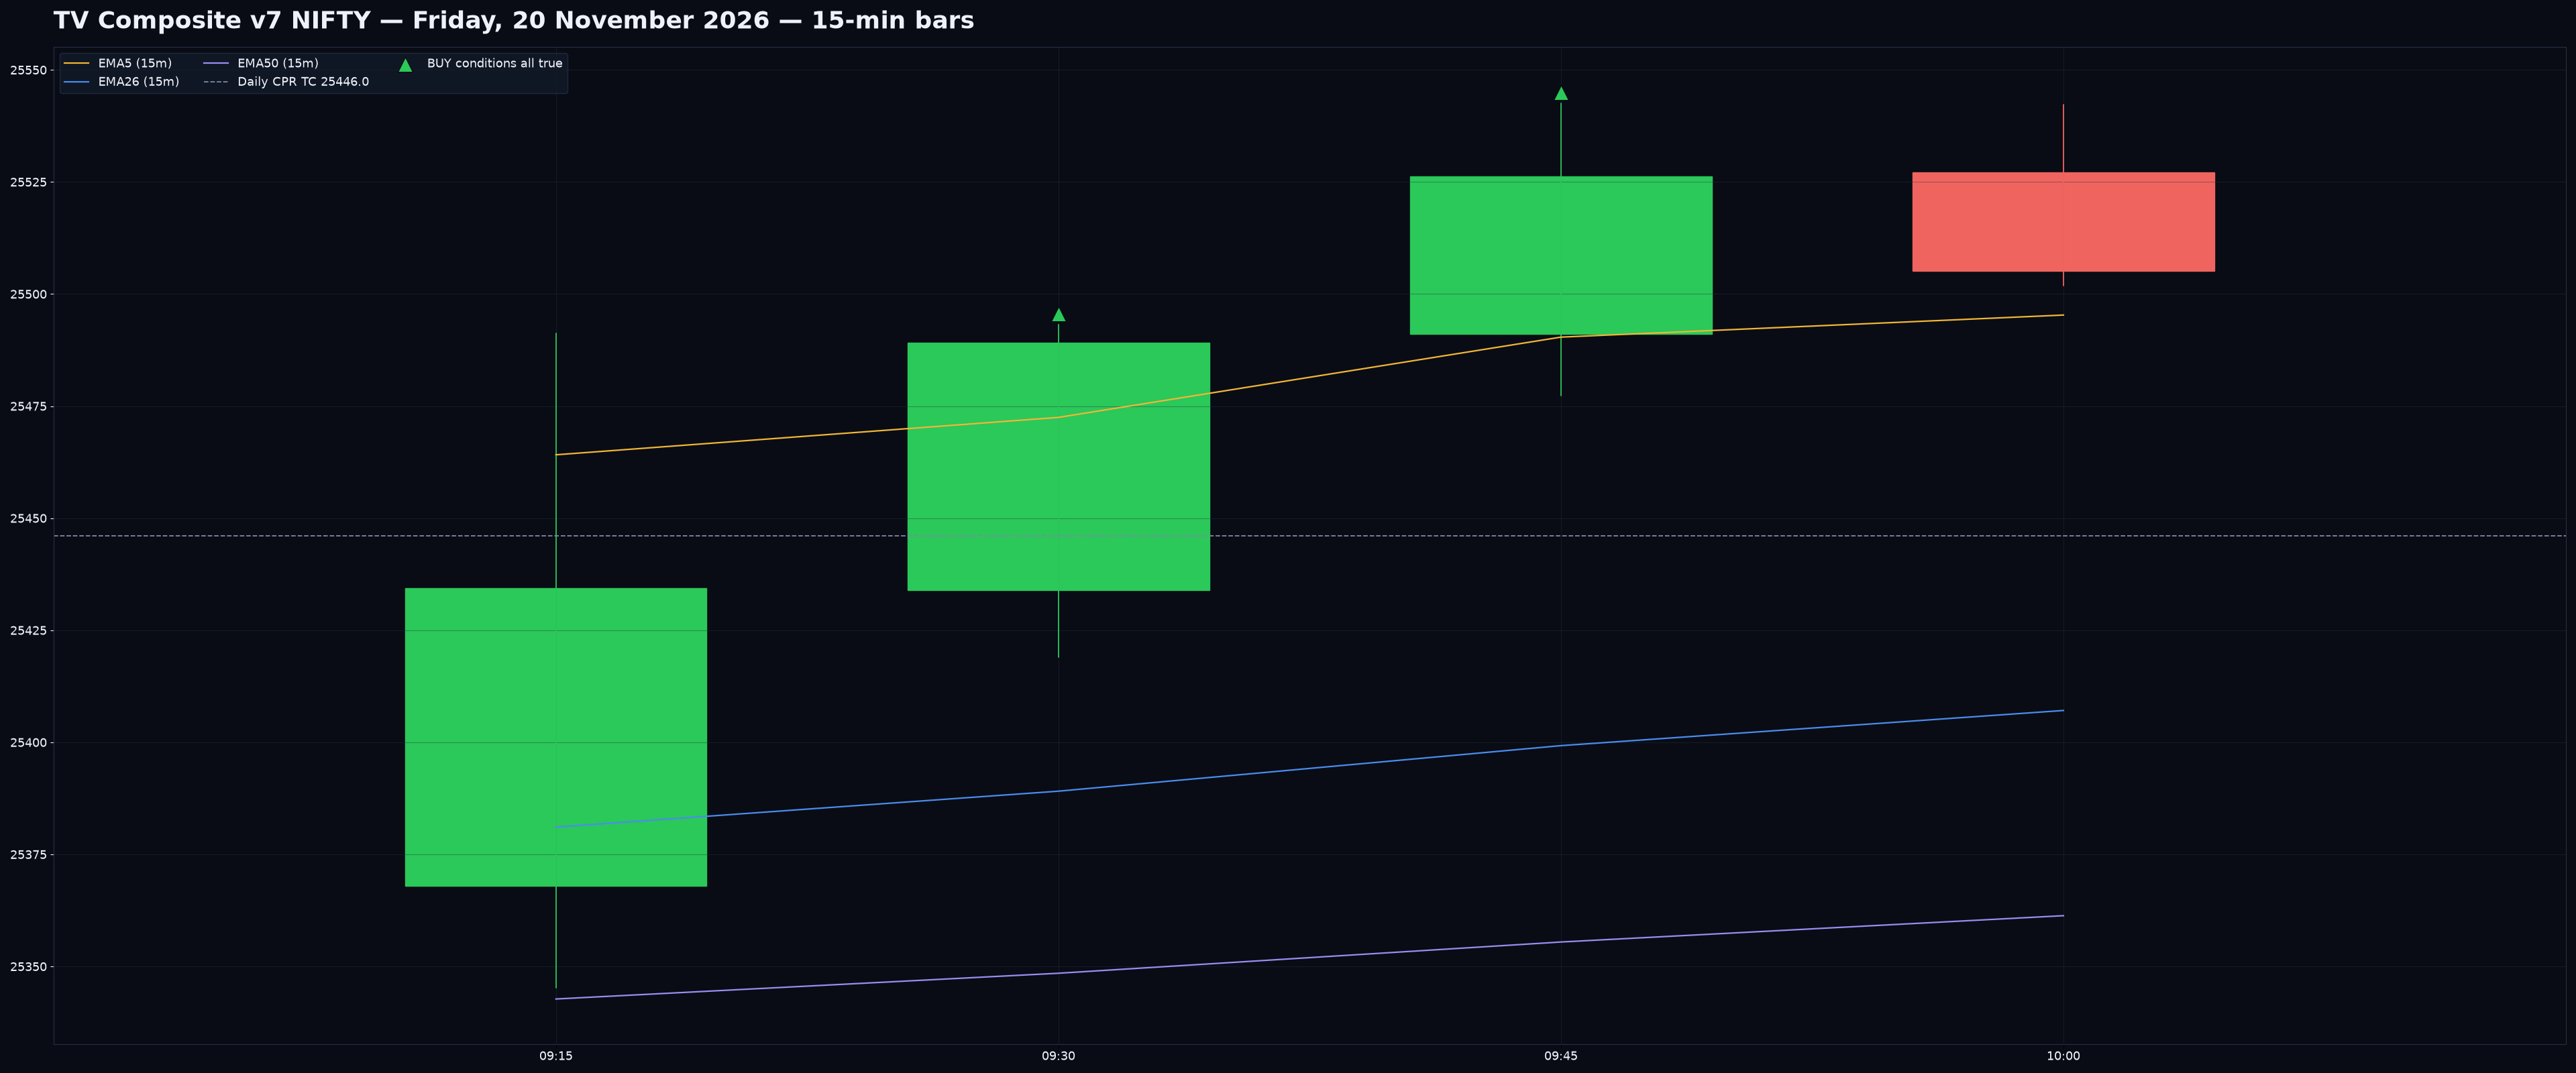 TV Composite v7 NIFTY — Friday, 20 November 2026 — 15-min bars
EMA5 (15m) EMA50 (15m) BUY conditions all true
EMA26 (15m) Daily CPR TC 25446.0
25550
25525
25500
25475
25450
25425
25400
25375
25350
09:15 09:30 09:45 10:00